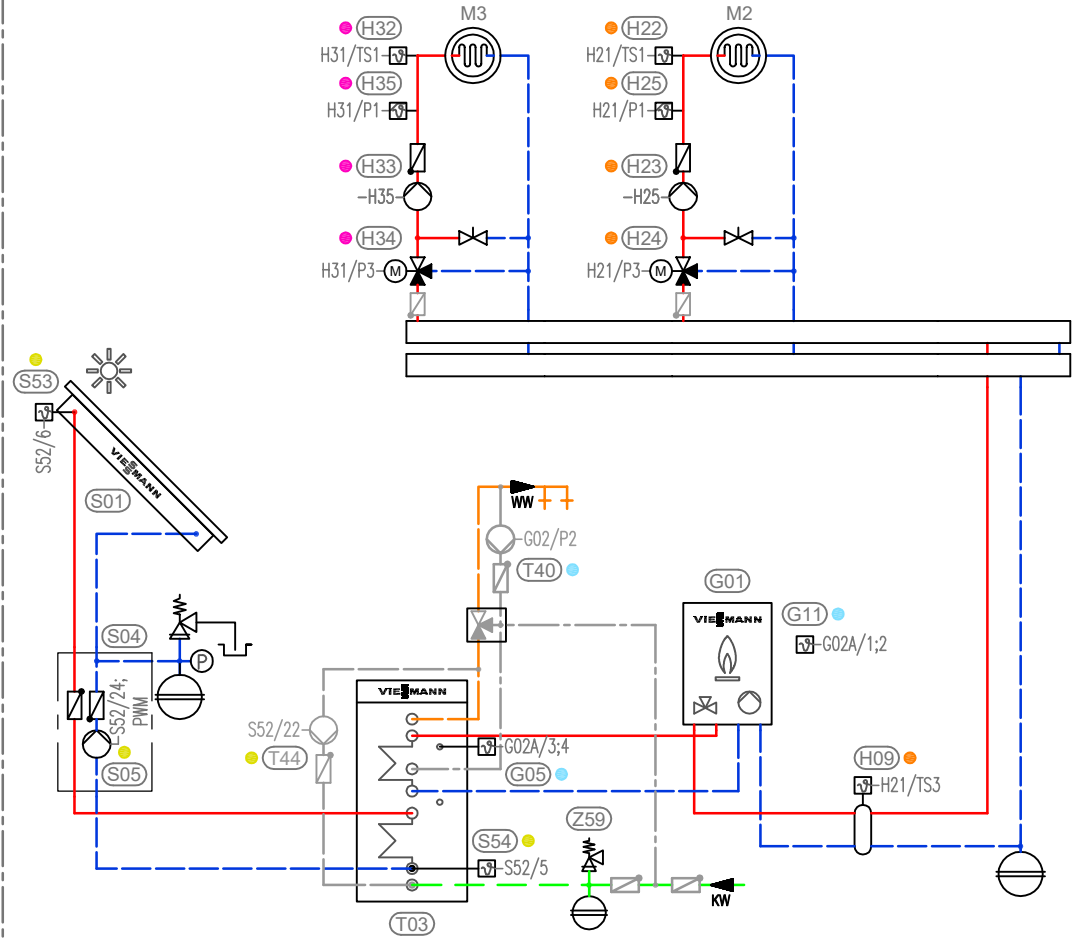 M3
M2
H32
H22
H31/TS1
H21/TS1
H35
H25
H31/P1
H21/P1
H33
H23
H35
H25
H34
H24
H31/P3
M
H21/P3
M
S53
S52/6
VIESSMANN
S01
WW
G02/P2
T40
G01
VIESMANN
G11
G02A/1;2
S04
P
S52/24;
PWM
S05
VIESMANN
S52/22
T44
G02A/3;4
G05
H09
H21/TS3
S54
S52/5
Z59
KW
T03